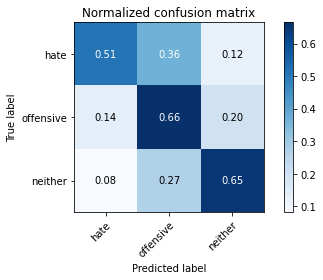 Normalized confusion matrix
True label
hate 0.51 0.36 0.12
offensive 0.14 0.66 0.20
neither 0.08 0.27 0.65
hate offensive neither
Predicted label
0.6
0.5
0.4
0.3
0.2
0.1